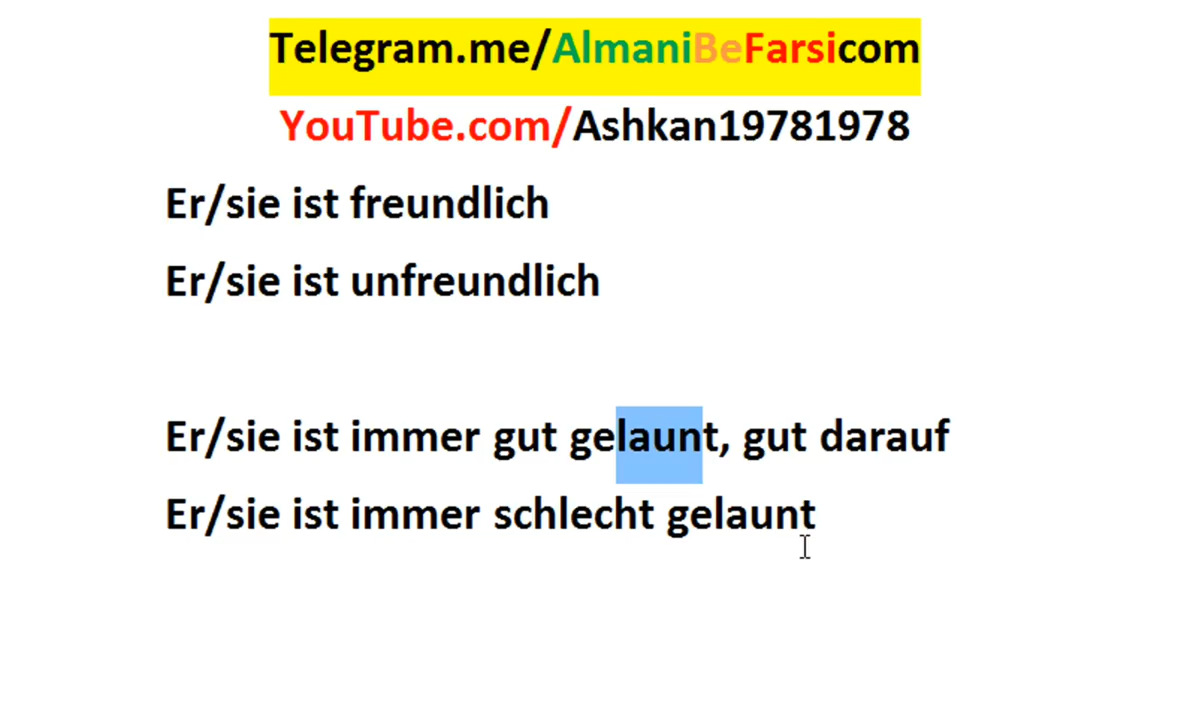 Telegram.me/AlmaniBeFarsicom
YouTube.com/Ashkan19781978
Er/sie ist freundlich
Er/sie ist unfreundlich
Er/sie ist immer gut gelaunt, gut darauf
Er/sie ist immer schlecht gelaunt